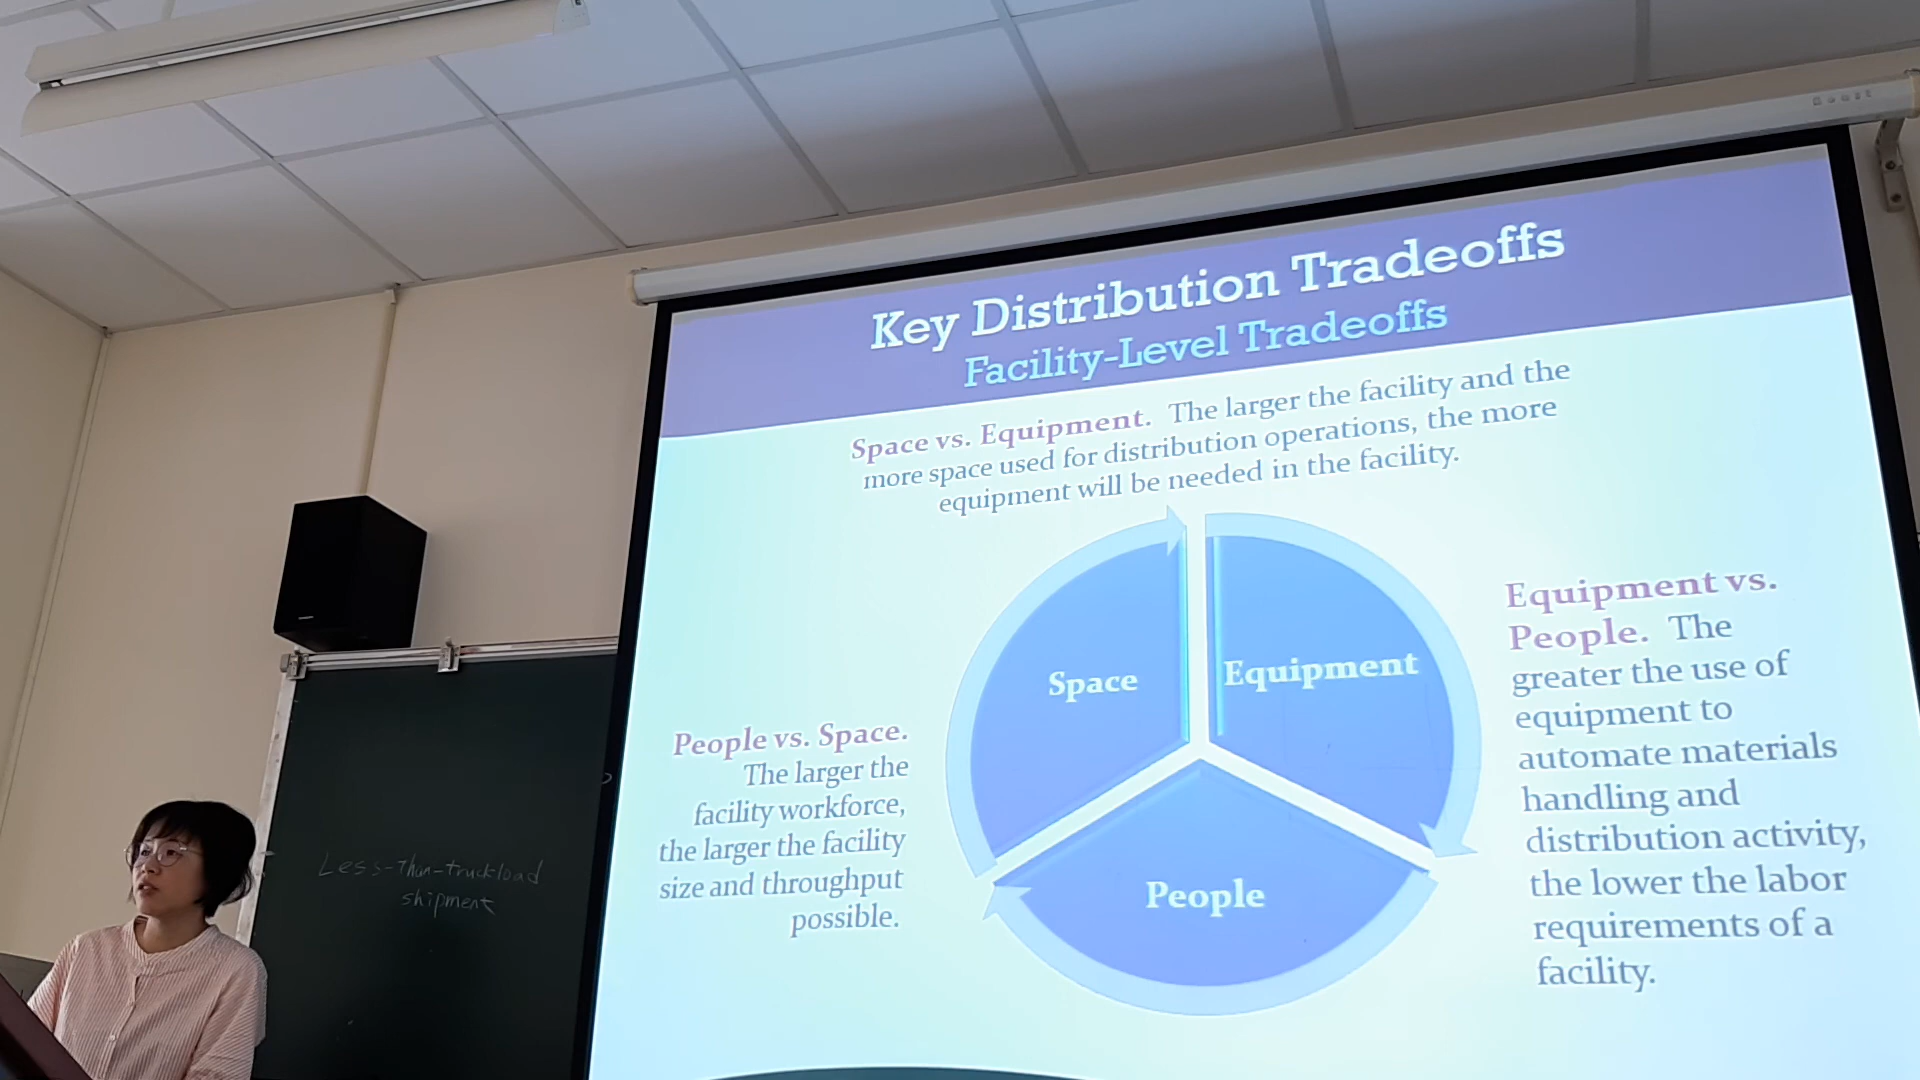 Key Distribution Tradeoffs
Facility-Level Tradeoffs
Space vs. Equipment. The larger the facility and the
more space used for distribution operations, the more
equipment will be needed in the facility.
Space
Equipment
People
Equipment vs.
People. The
greater the use of
equipment to
automate materials
handling and
distribution activity,
the lower the labor
requirements of a
facility.
People vs. Space.
The larger the
facility workforce,
the larger the facility
size and throughput
possible.
Less-than-truckload
shipment